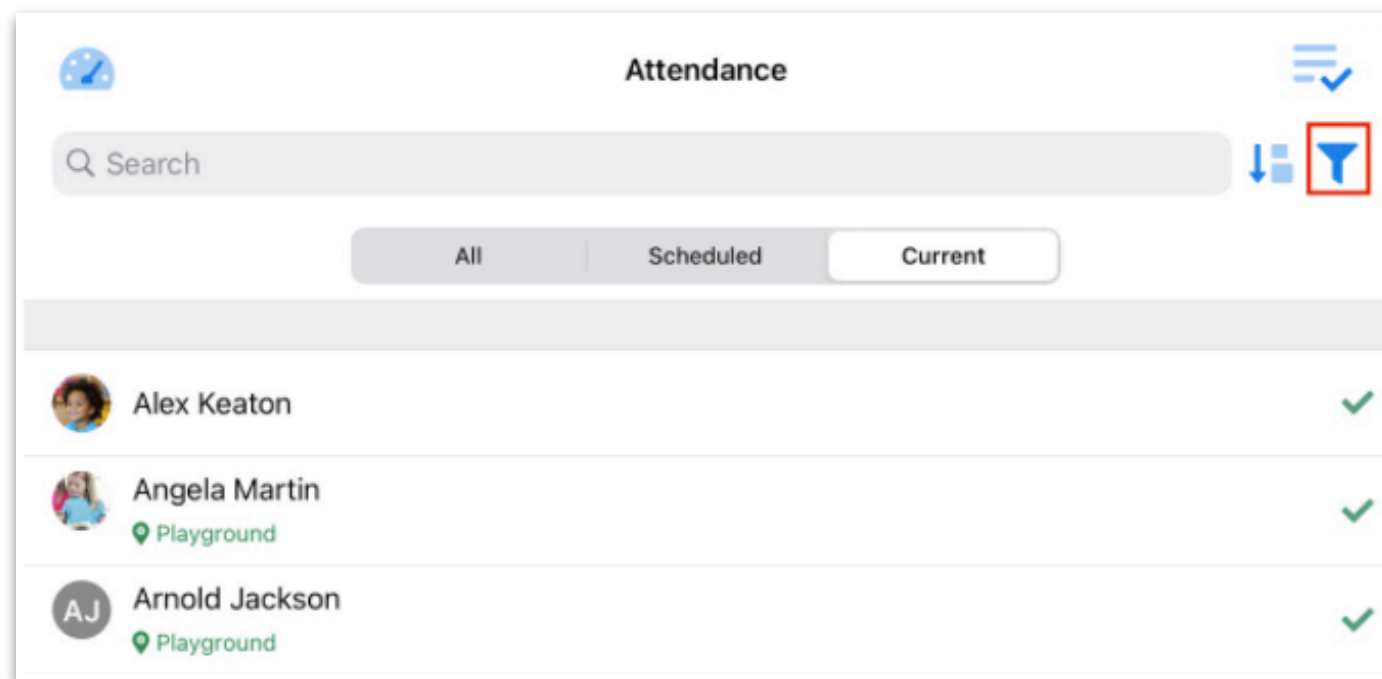 Attendance
Search
All Scheduled Current
Alex Keaton
Angela Martin
Playground
AJ Arnold Jackson
Playground